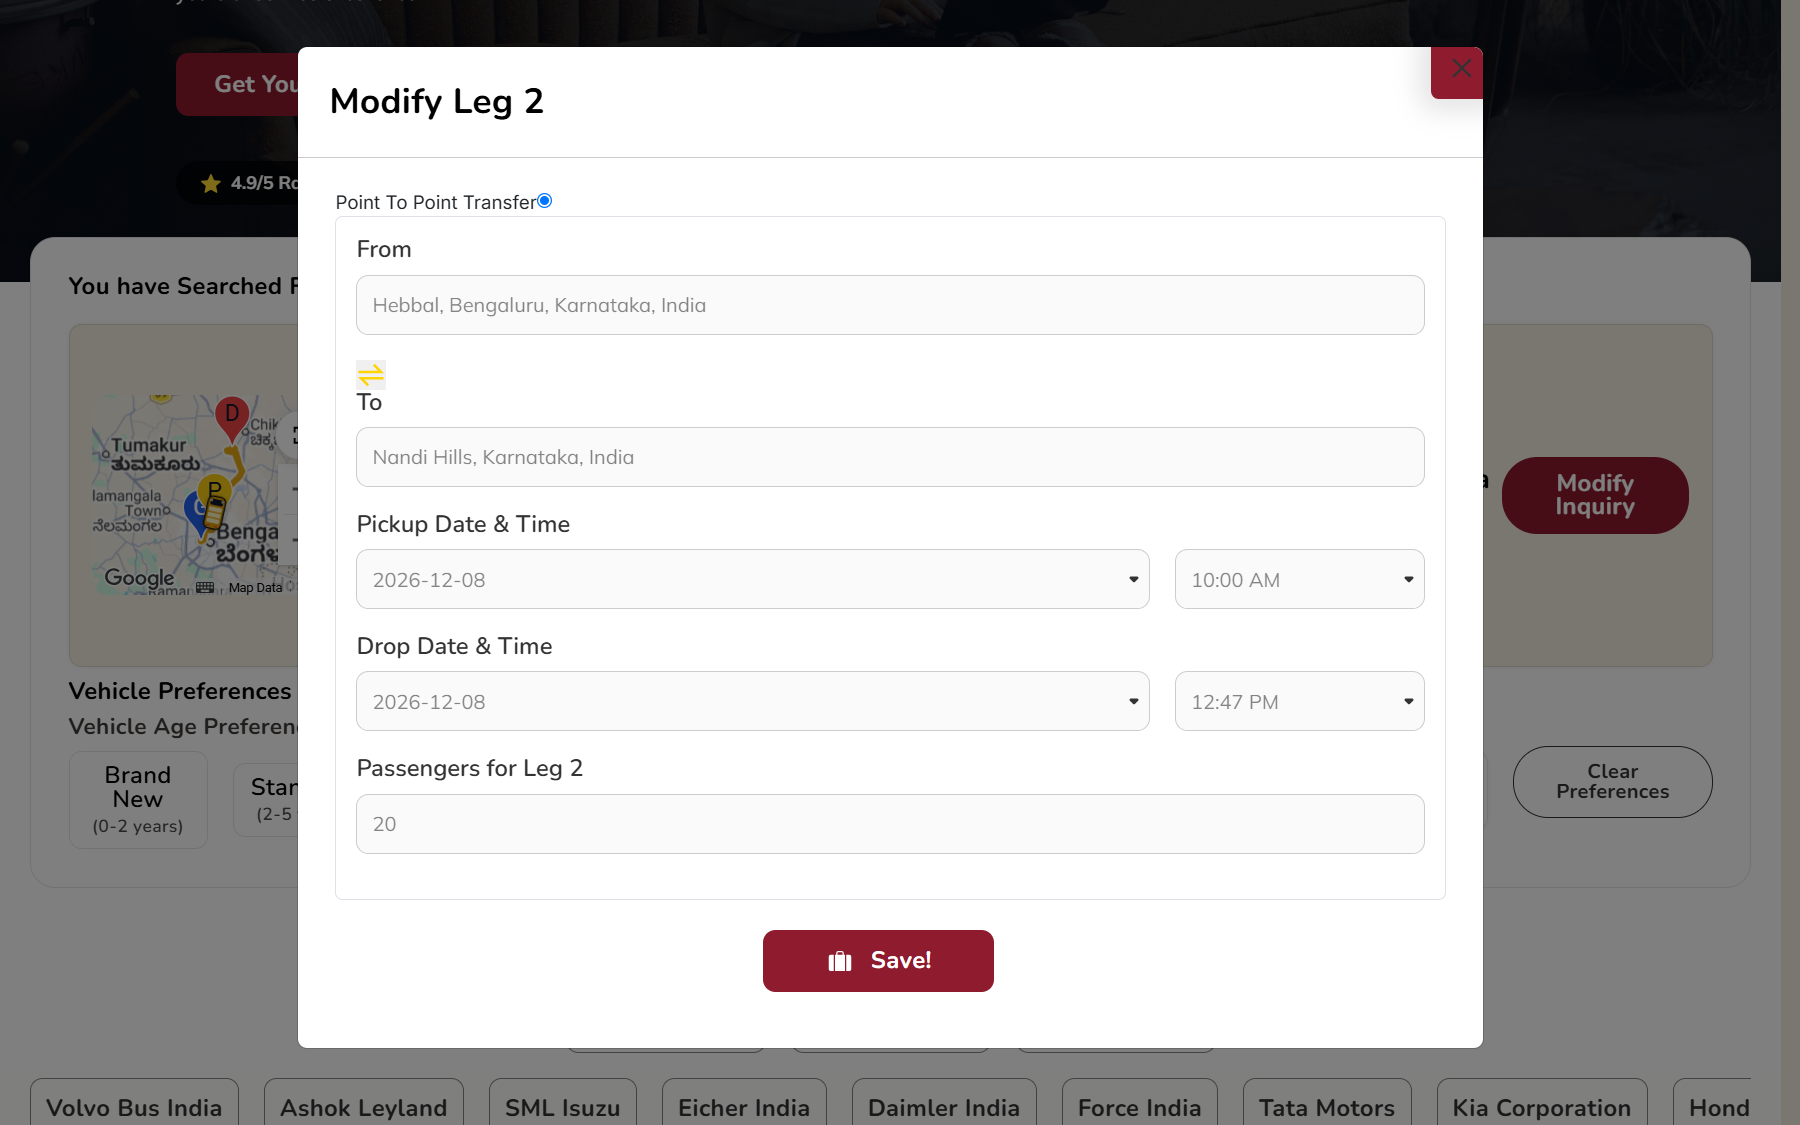 Get You
4.9/5
You have Searched
Modify Leg 2
Point To Point Transfer
From
Hebbal, Bengaluru, Karnataka, India
To
Nandi Hills, Karnataka, India
Pickup Date & Time
2026-12-08
10:00 AM
Drop Date & Time
2026-12-08
12:47 PM
Passengers for Leg 2
20
Save!
D
P
Tumakur
ತುಮಕೂರು
lamangala
Town
ನೆಲಮಂಗಲ
Benga
ಬೆಂಗಳ
Chik
ಚಿಕ್ಕ
Google
Map Data
Modify
Inquiry
Vehicle Preferences
Vehicle Age Preferen
Brand
New
(0-2 years)
Stan
(2-5
Clear
Preferences
Volvo Bus India
Ashok Leyland
SML Isuzu
Eicher India
Daimler India
Force India
Tata Motors
Kia Corporation
Hond